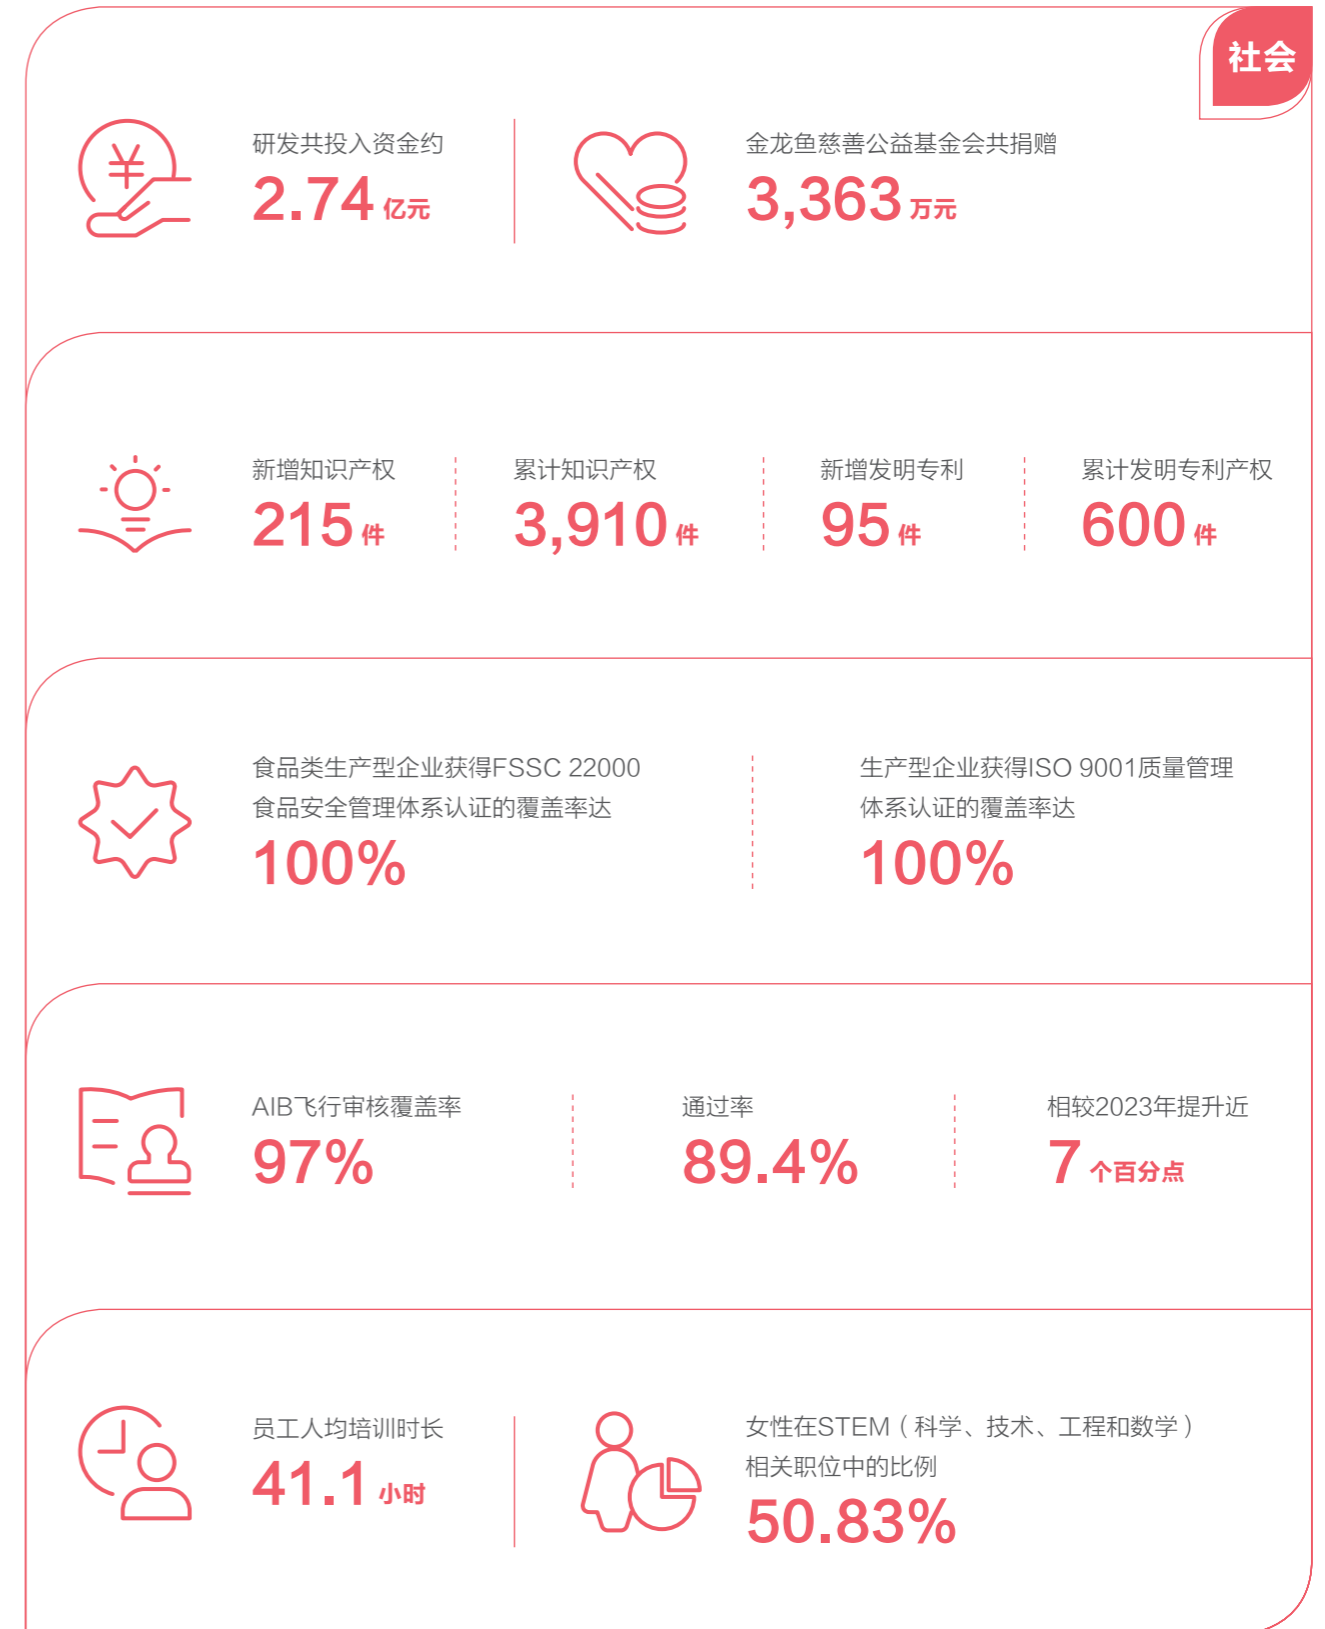 社会
研发共投入资金约
2.74 亿元
金龙鱼慈善公益基金会共捐赠
3,363 万元
新增知识产权
215 件
累计知识产权
3,910 件
新增发明专利
95 件
累计发明专利产权
600 件
食品类生产型企业获得FSSC 22000
食品安全管理体系认证的覆盖率达
100%
生产型企业获得ISO 9001质量管理
体系认证的覆盖率达
100%
AIB飞行审核覆盖率
97%
通过率
89.4%
相较2023年提升近
7 个百分点
员工人均培训时长
41.1 小时
女性在STEM（科学、技术、工程和数学）
相关职位中的比例
50.83%